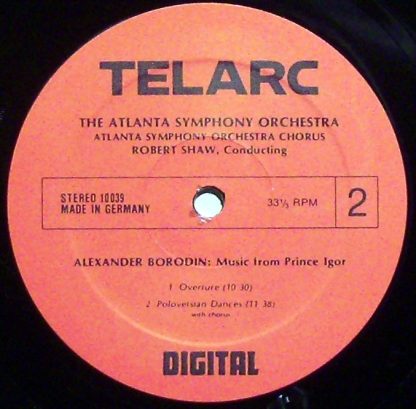 TELARC
THE ATLANTA SYMPHONY ORCHESTRA
ATLANTA SYMPHONY ORCHESTRA CHORUS
ROBERT SHAW, Conducting
STEREO 10039
MADE IN GERMANY
33⅓ RPM
2
ALEXANDER BORODIN: Music from Prince Igor
1 Overture (10 30)
2 Polovetsian Dances (11 38)
with chorus
DIGITAL